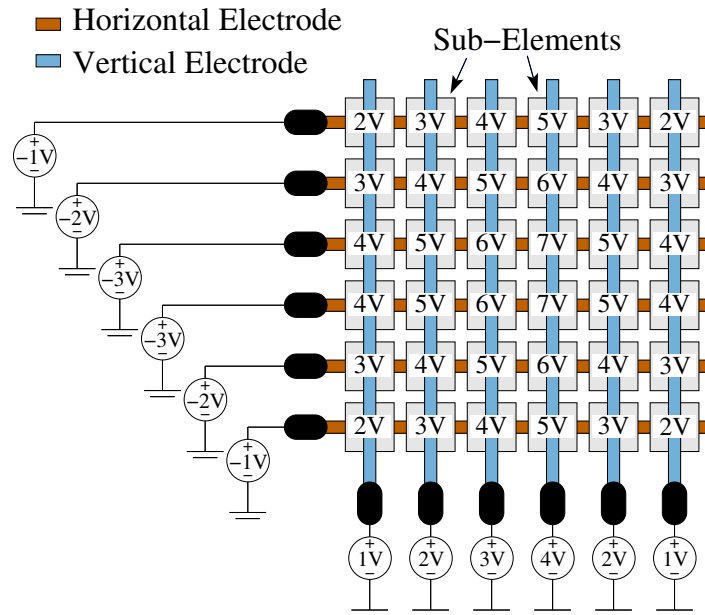 Horizontal Electrode
Vertical Electrode
Sub-Elements
2V 3V 4V 5V 3V 2V
+ -1V -
3V 4V 5V 6V 4V 3V
+ -2V -
4V 5V 6V 7V 5V 4V
+ -3V -
4V 5V 6V 7V 5V 4V
+ -3V -
3V 4V 5V 6V 4V 3V
+ -2V -
2V 3V 4V 5V 3V 2V
+ -1V -
+ + + + + +
1V 2V 3V 4V 2V 1V
- - - - - -